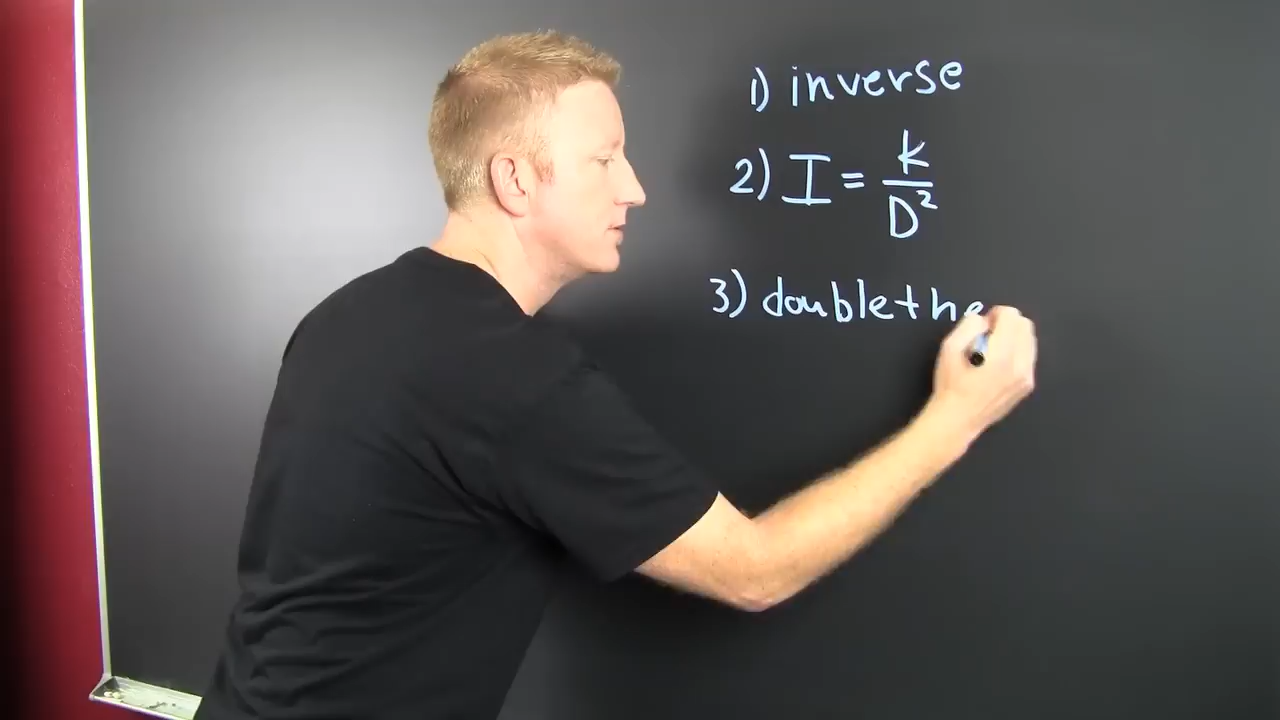 1) inverse
2) I = k/D²
3) double the